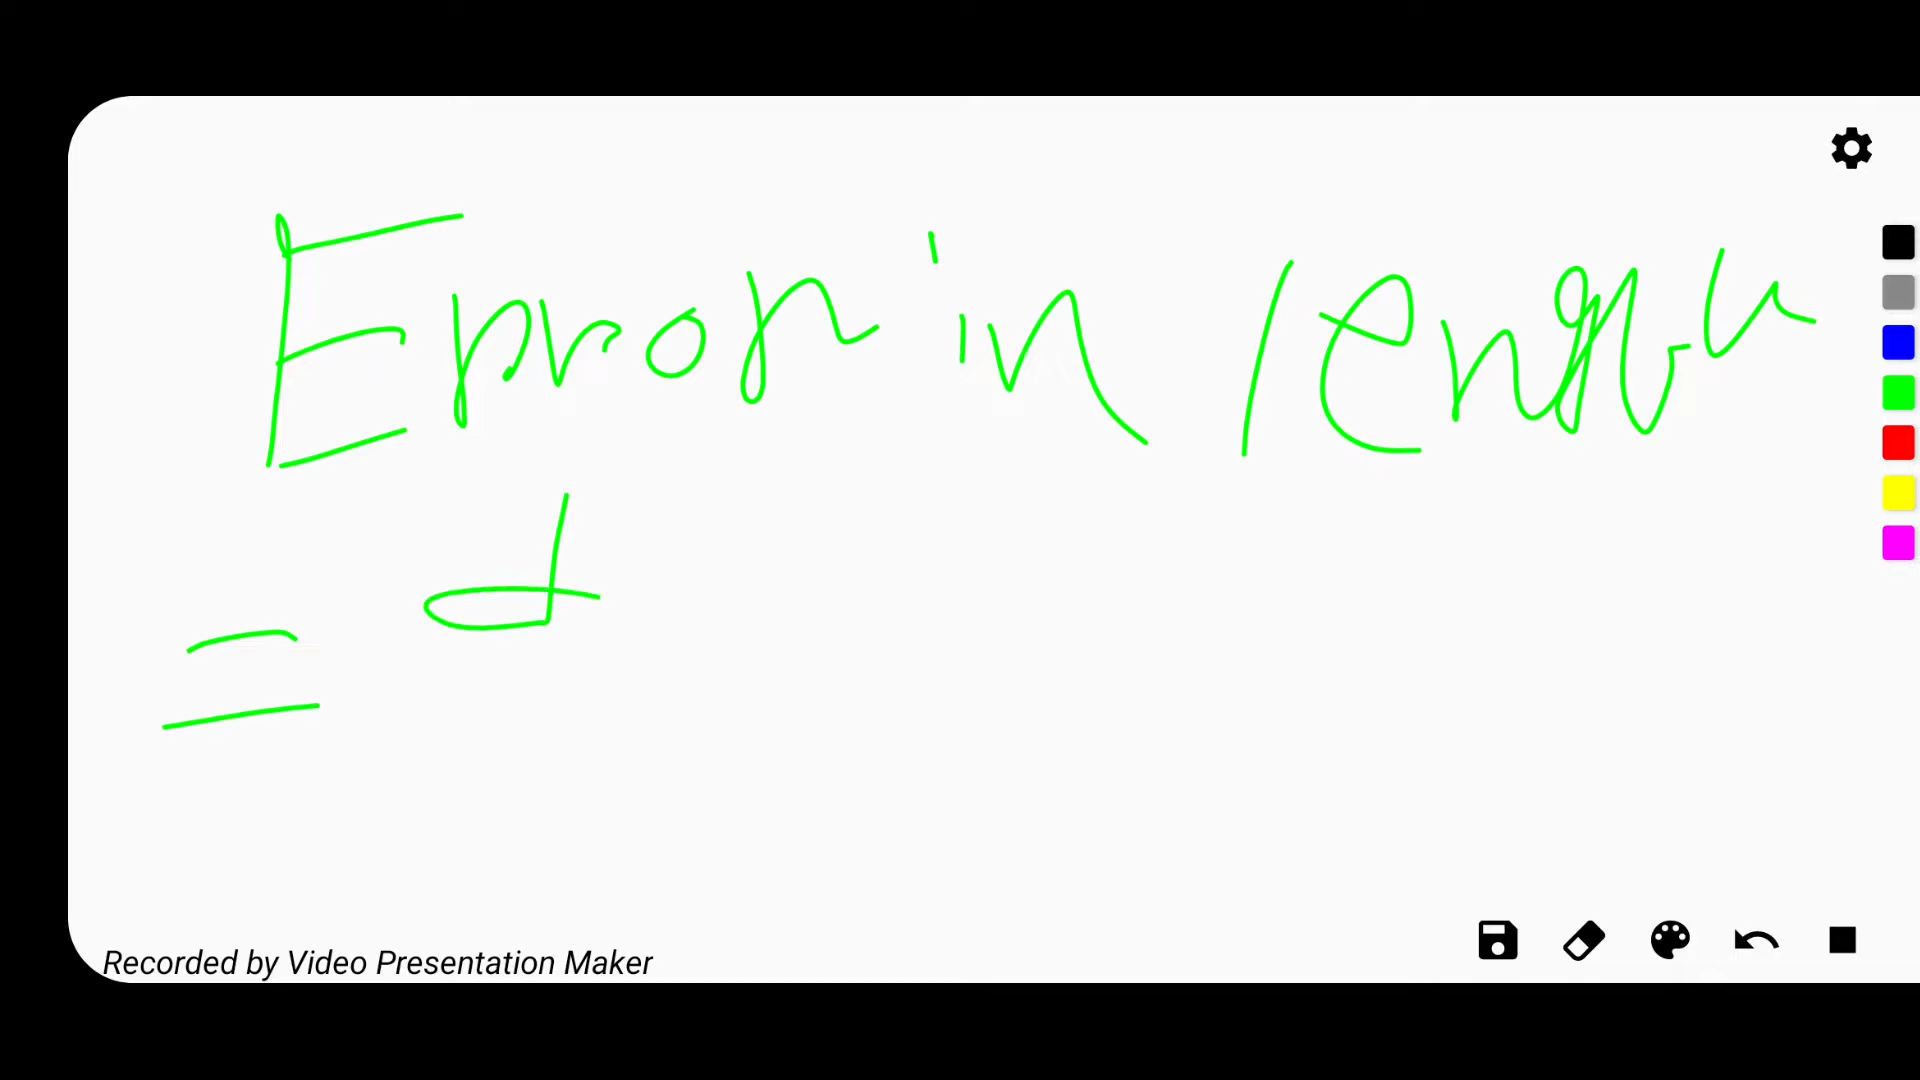 Error in length
= d
Recorded by Video Presentation Maker